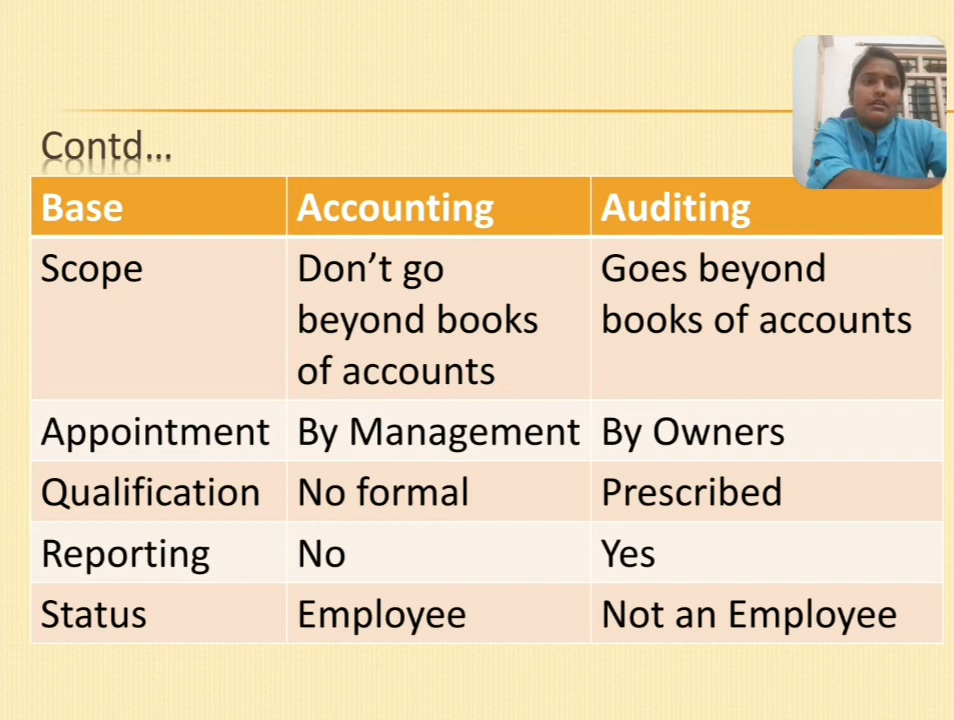 Contd...
Base Accounting Auditing
Scope Don't go Goes beyond
beyond books books of accounts
of accounts
Appointment By Management By Owners
Qualification No formal Prescribed
Reporting No Yes
Status Employee Not an Employee